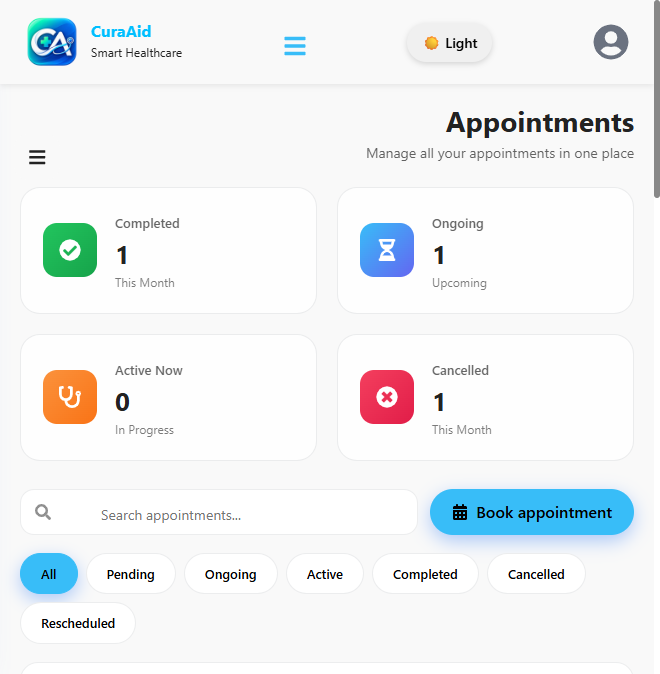 CuraAid
Smart Healthcare
Light
Appointments
Manage all your appointments in one place
Completed
1
This Month
Ongoing
1
Upcoming
Active Now
0
In Progress
Cancelled
1
This Month
Search appointments...
Book appointment
All
Pending
Ongoing
Active
Completed
Cancelled
Rescheduled